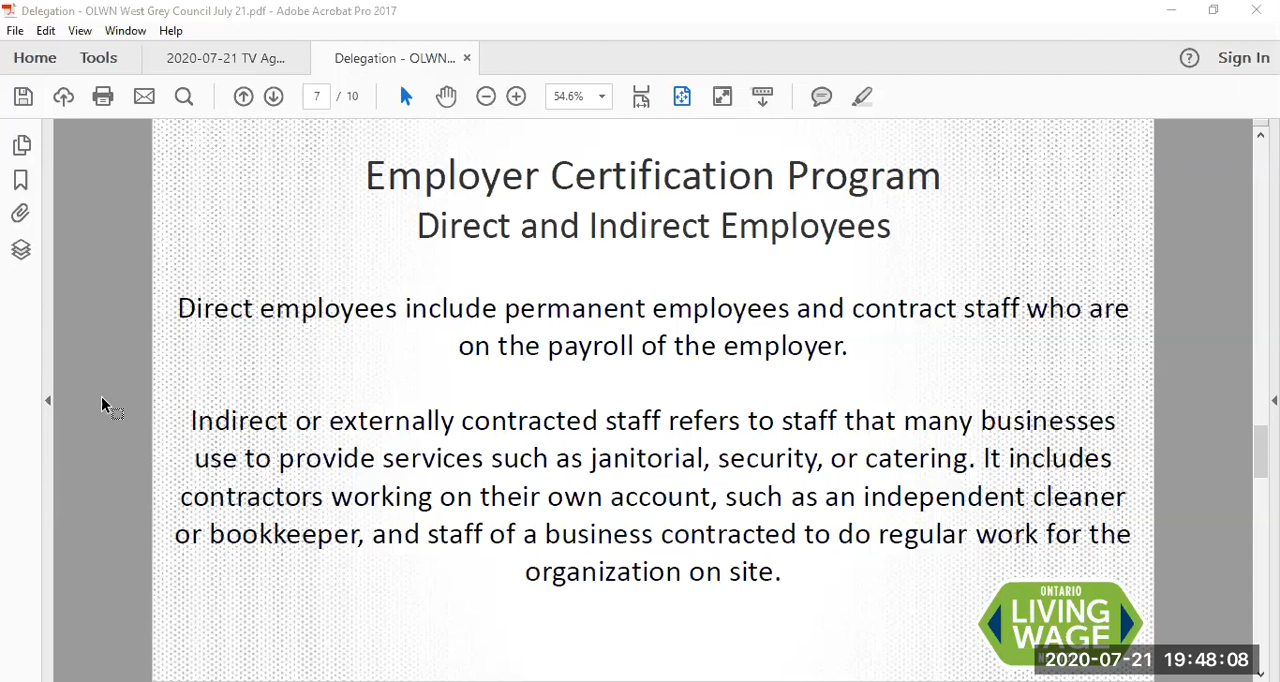 Delegation - OLWN West Grey Council July 21.pdf - Adobe Acrobat Pro 2017
File Edit View Window Help
Home Tools 2020-07-21 TV Ag... Delegation - OLWN... × Sign In
7 / 10 54.6%
Employer Certification Program
Direct and Indirect Employees
Direct employees include permanent employees and contract staff who are
on the payroll of the employer.
Indirect or externally contracted staff refers to staff that many businesses
use to provide services such as janitorial, security, or catering. It includes
contractors working on their own account, such as an independent cleaner
or bookkeeper, and staff of a business contracted to do regular work for the
organization on site.
ONTARIO
LIVING
WAGE
2020-07-21 19:48:08